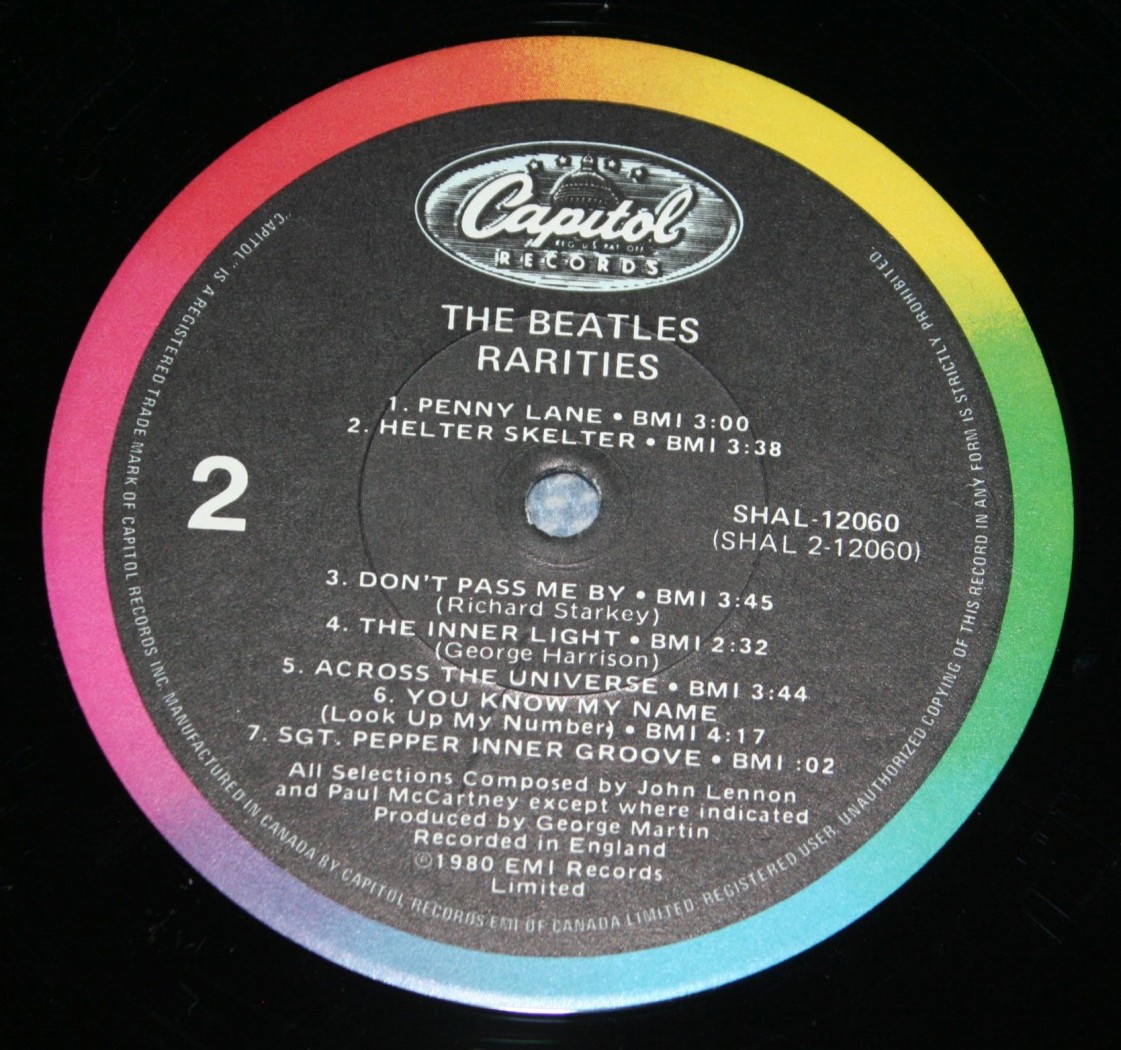 Capitol
REG. U.S. PAT. OFF.
RECORDS
THE BEATLES
RARITIES
1. PENNY LANE • BMI 3:00
2. HELTER SKELTER • BMI 3:38
2
SHAL-12060
(SHAL 2-12060)
3. DON'T PASS ME BY • BMI 3:45
(Richard Starkey)
4. THE INNER LIGHT • BMI 2:32
(George Harrison)
5. ACROSS THE UNIVERSE • BMI 3:44
6. YOU KNOW MY NAME
(Look Up My Number) • BMI 4:17
7. SGT. PEPPER INNER GROOVE • BMI :02
All Selections Composed by John Lennon
and Paul McCartney except where indicated
Produced by George Martin
Recorded in England
℗1980 EMI Records
Limited
"CAPITOL" IS A REGISTERED TRADE MARK OF CAPITOL RECORDS INC. MANUFACTURED IN CANADA BY CAPITOL RECORDS-EMI OF CANADA LIMITED. REGISTERED USER. UNAUTHORIZED COPYING OF THIS RECORD IN ANY FORM IS STRICTLY PROHIBITED.